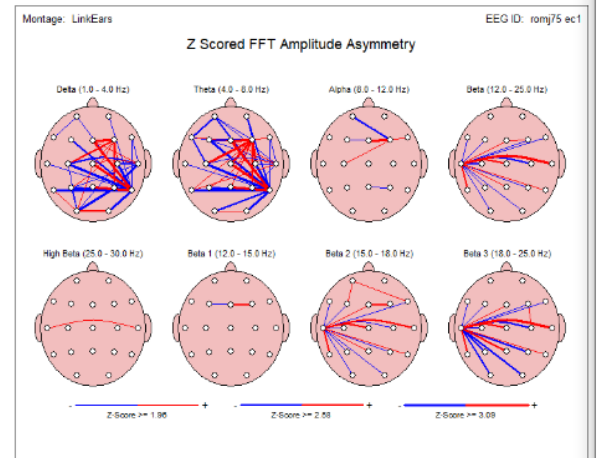 Montage: LinkEars EEG ID: romj75 ec1
Z Scored FFT Amplitude Asymmetry
Delta (1.0 - 4.0 Hz) Theta (4.0 - 8.0 Hz) Alpha (8.0 - 12.0 Hz) Beta (12.0 - 25.0 Hz)
High Beta (25.0 - 30.0 Hz) Beta 1 (12.0 - 15.0 Hz) Beta 2 (15.0 - 18.0 Hz) Beta 3 (18.0 - 25.0 Hz)
- + - + - +
Z-Score >= 1.96 Z-Score >= 2.58 Z-Score >= 3.09